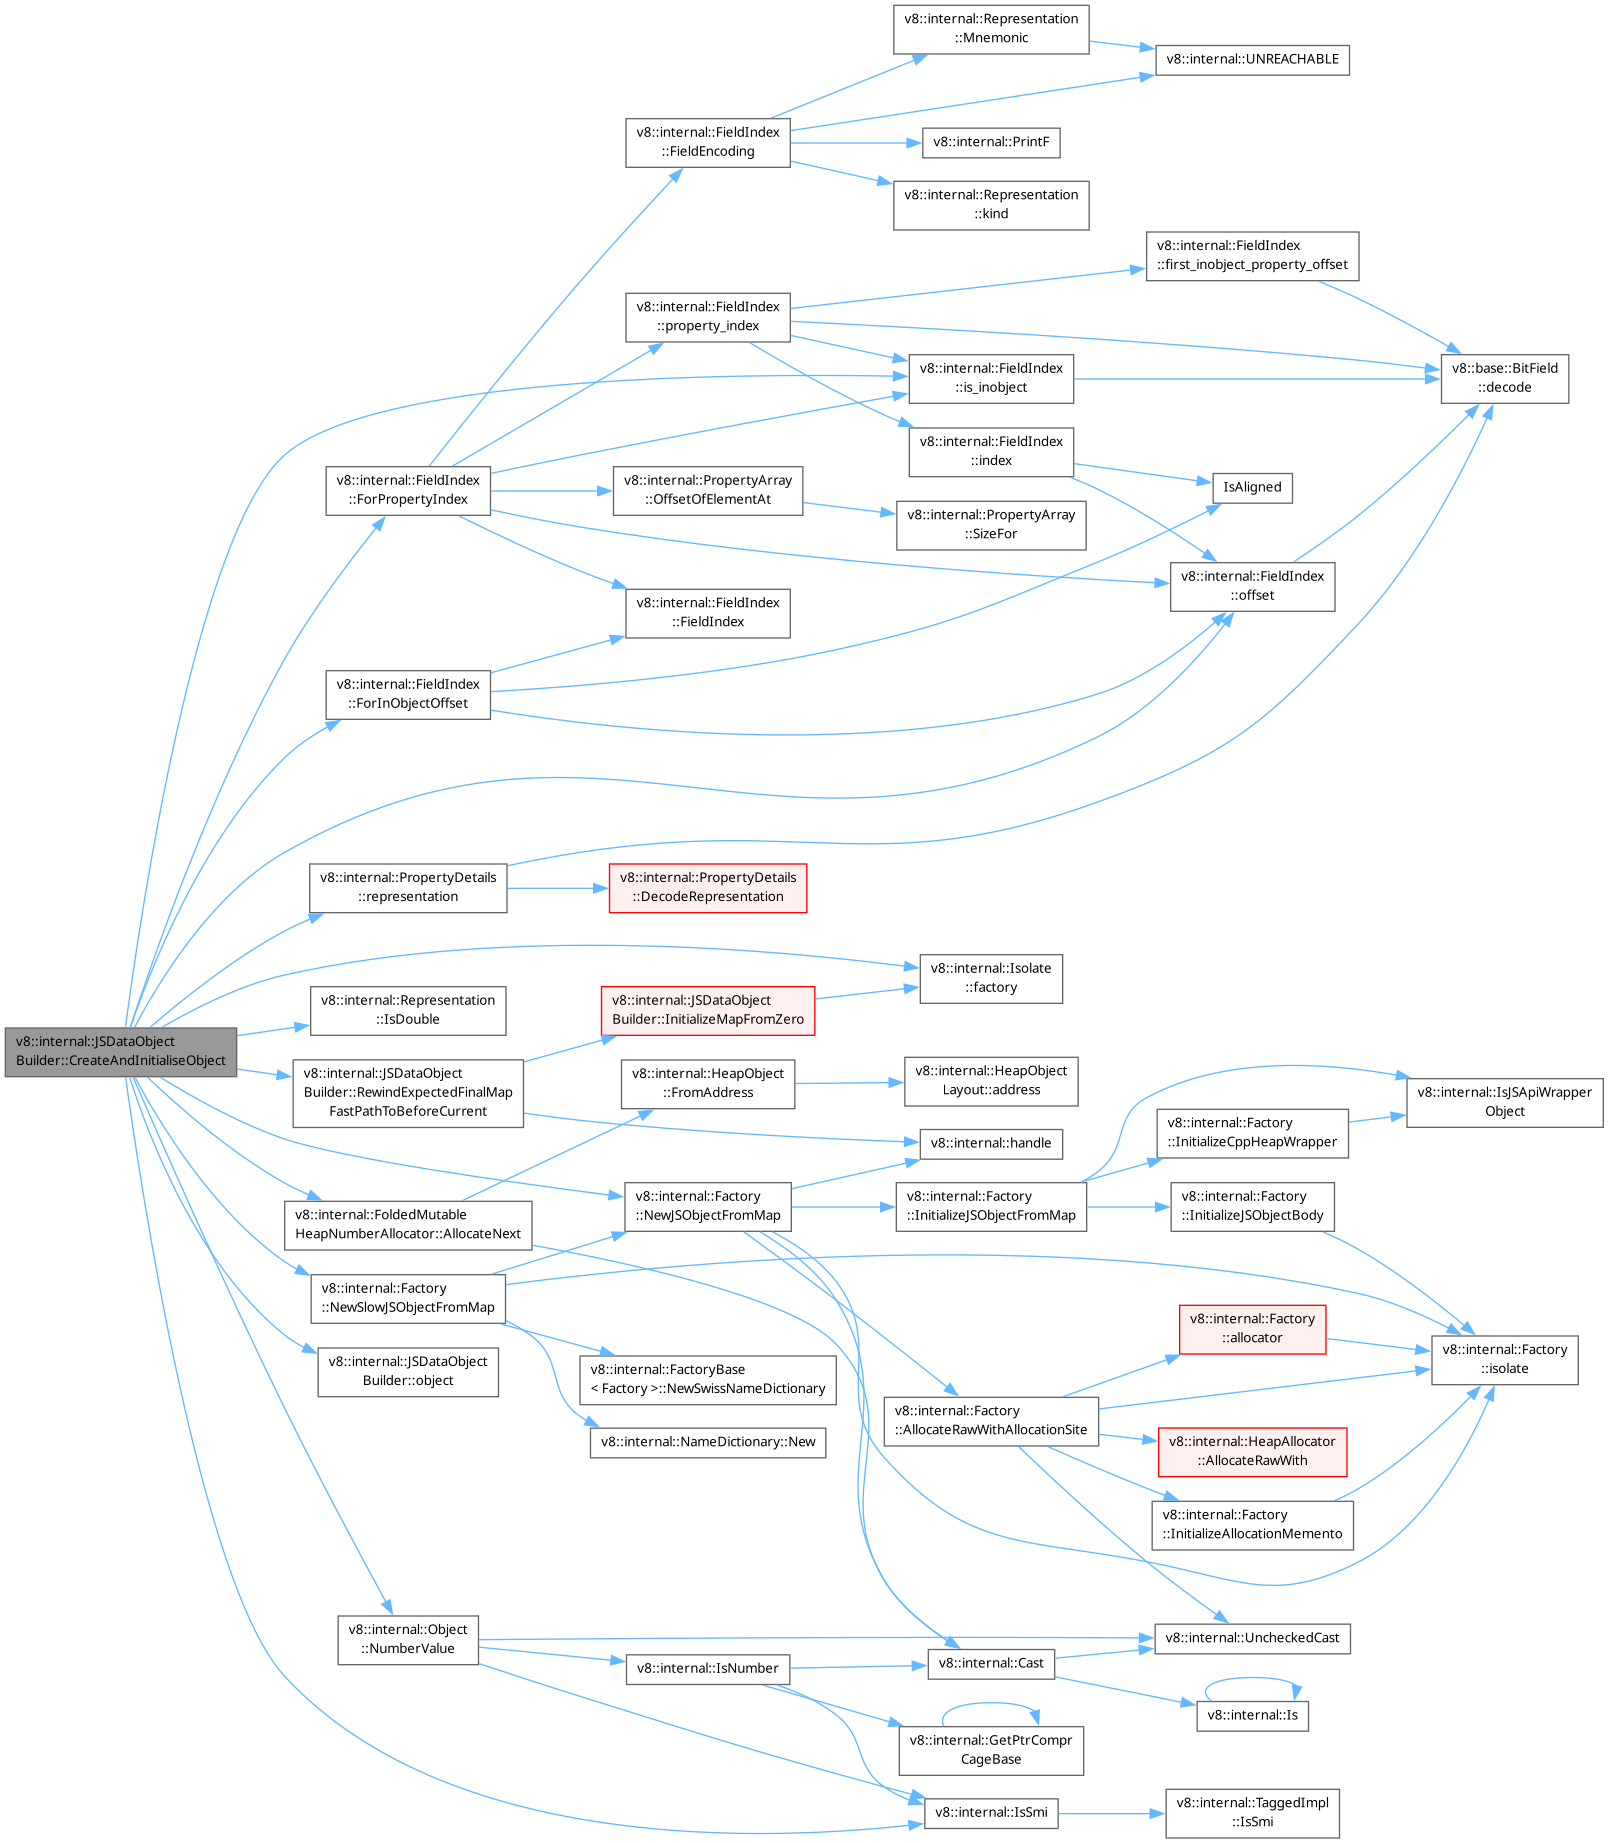 v8::internal::Representation
::Mnemonic
v8::internal::UNREACHABLE
v8::internal::FieldIndex
::FieldEncoding
v8::internal::PrintF
v8::internal::Representation
::kind
v8::internal::FieldIndex
::first_inobject_property_offset
v8::internal::FieldIndex
::property_index
v8::internal::FieldIndex
::is_inobject
v8::base::BitField
::decode
v8::internal::FieldIndex
::index
v8::internal::FieldIndex
::ForPropertyIndex
v8::internal::PropertyArray
::OffsetOfElementAt
IsAligned
v8::internal::PropertyArray
::SizeFor
v8::internal::FieldIndex
::offset
v8::internal::FieldIndex
::FieldIndex
v8::internal::FieldIndex
::ForInObjectOffset
v8::internal::PropertyDetails
::representation
v8::internal::PropertyDetails
::DecodeRepresentation
v8::internal::Isolate
::factory
v8::internal::Representation
::IsDouble
v8::internal::JSDataObject
Builder::InitializeMapFromZero
v8::internal::JSDataObject
Builder::CreateAndInitialiseObject
v8::internal::JSDataObject
Builder::RewindExpectedFinalMap
FastPathToBeforeCurrent
v8::internal::HeapObject
::FromAddress
v8::internal::HeapObject
Layout::address
v8::internal::IsJSApiWrapper
Object
v8::internal::Factory
::InitializeCppHeapWrapper
v8::internal::handle
v8::internal::FoldedMutable
HeapNumberAllocator::AllocateNext
v8::internal::Factory
::NewJSObjectFromMap
v8::internal::Factory
::InitializeJSObjectFromMap
v8::internal::Factory
::InitializeJSObjectBody
v8::internal::Factory
::NewSlowJSObjectFromMap
v8::internal::Factory
::allocator
v8::internal::Factory
::isolate
v8::internal::JSDataObject
Builder::object
v8::internal::FactoryBase
< Factory >::NewSwissNameDictionary
v8::internal::Factory
::AllocateRawWithAllocationSite
v8::internal::NameDictionary::New
v8::internal::HeapAllocator
::AllocateRawWith
v8::internal::Factory
::InitializeAllocationMemento
v8::internal::Object
::NumberValue
v8::internal::UncheckedCast
v8::internal::IsNumber
v8::internal::Cast
v8::internal::Is
v8::internal::GetPtrCompr
CageBase
v8::internal::IsSmi
v8::internal::TaggedImpl
::IsSmi